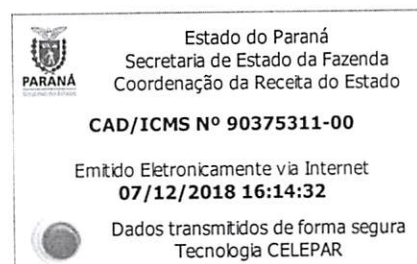 Estado do Paraná
Secretaria de Estado da Fazenda
Coordenação da Receita do Estado
PARANÁ
CAD/ICMS Nº 90375311-00
Emitido Eletronicamente via Internet
07/12/2018 16:14:32
Dados transmitidos de forma segura
Tecnologia CELEPAR